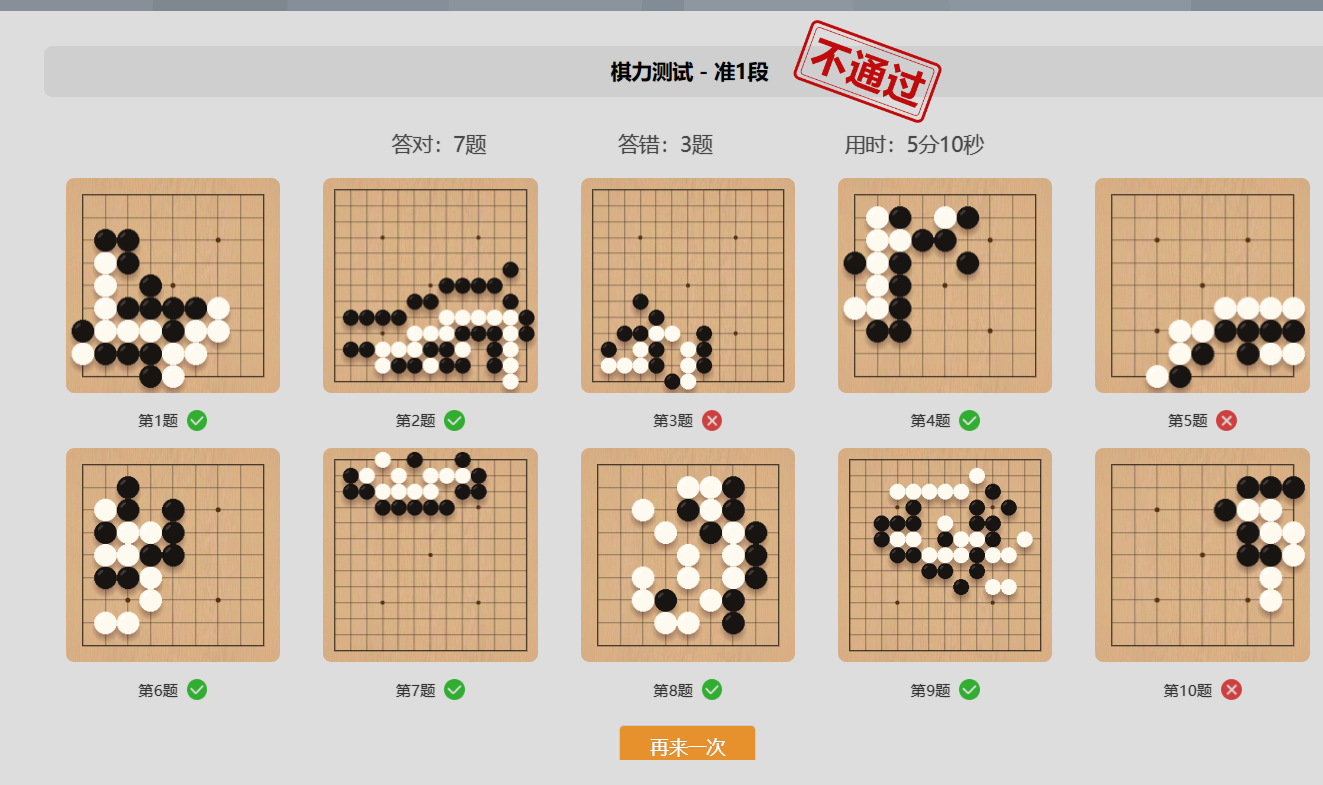 棋力测试 - 准1段
不通过
答对：7题 答错：3题 用时：5分10秒
第1题 第2题 第3题 第4题 第5题
第6题 第7题 第8题 第9题 第10题
再来一次